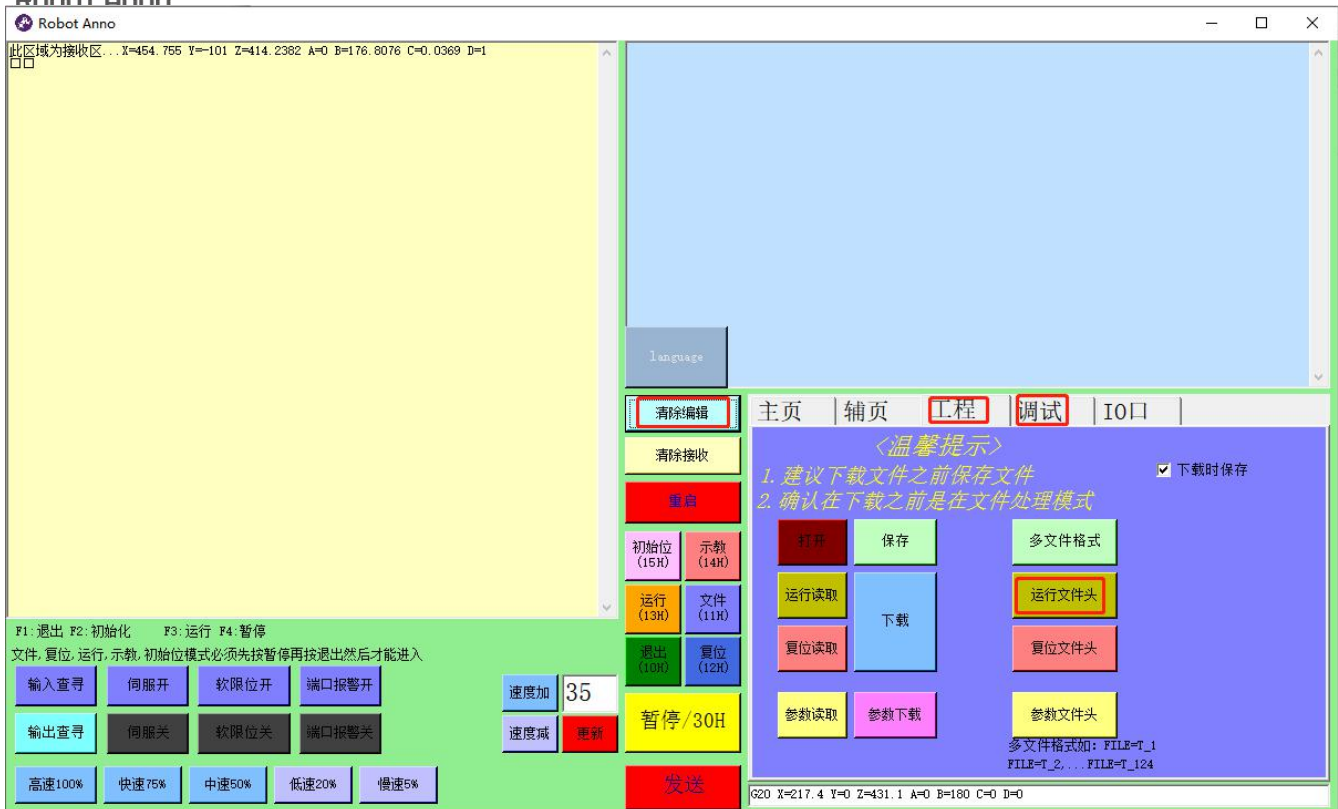 Robot Anno
此区域为接收区...X=454.755 Y=-101 Z=414.2382 A=0 B=176.8076 C=0.0369 D=1
language
清除编辑
清除接收
重启
初始位
(15H)
示教
(14H)
运行
(13H)
文件
(11H)
退出
(10H)
复位
(12H)
暂停/30H
发送
主页
辅页
工程
调试
IO口
<温馨提示>
1. 建议下载文件之前保存文件
2. 确认在下载之前是在文件处理模式
下载时保存
打开
保存
多文件格式
运行读取
下载
运行文件头
复位读取
复位文件头
参数读取
参数下载
参数文件头
多文件格式如: FILE=T_1
FILE=T_2,...FILE=T_124
G20 X=217.4 Y=0 Z=431.1 A=0 B=180 C=0 D=0
F1:退出 F2:初始化 F3:运行 F4:暂停
文件,复位,运行,示教,初始位模式必须先按暂停再按退出然后才能进入
输入查寻
伺服开
软限位开
端口报警开
速度加
35
输出查寻
伺服关
软限位关
端口报警关
速度减
更新
高速100%
快速75%
中速50%
低速20%
慢速5%